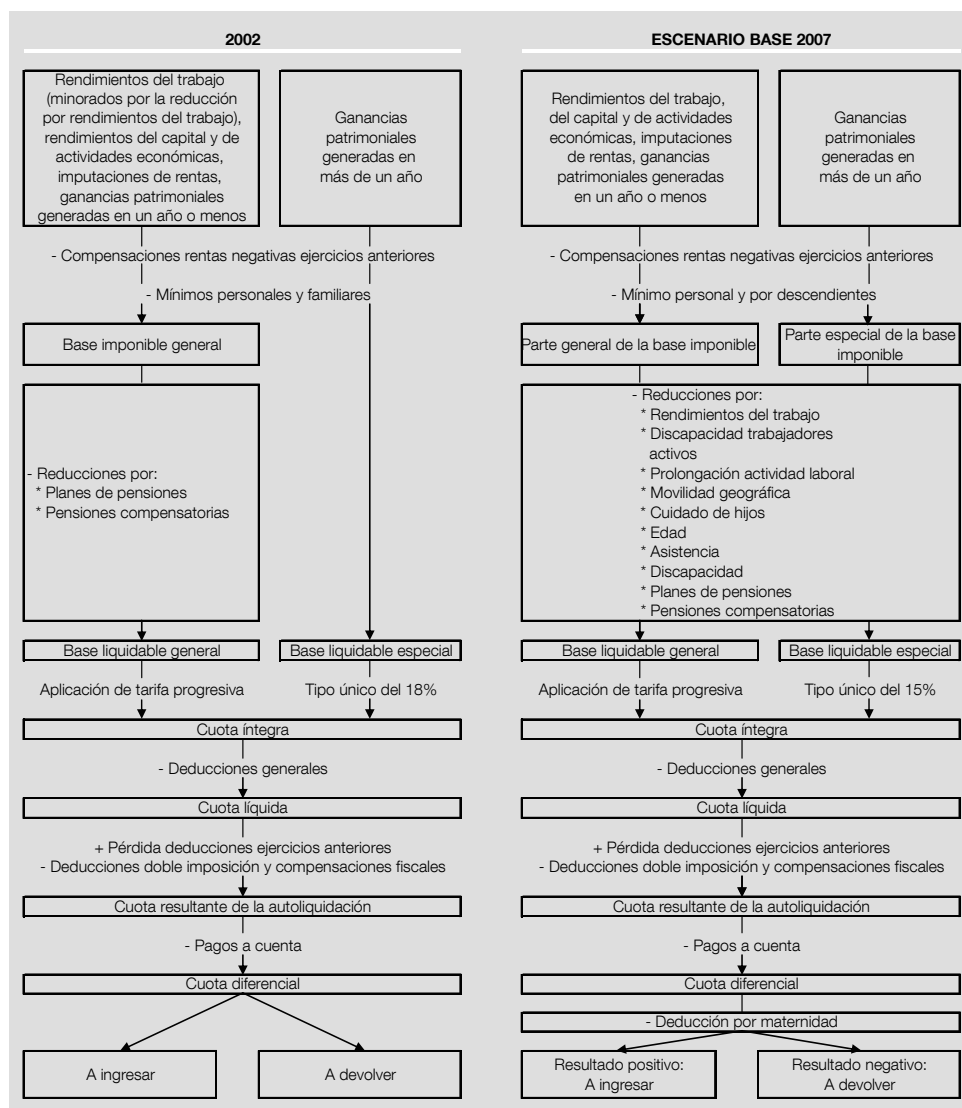 2002
Rendimientos del trabajo
(minorados por la reducción
por rendimientos del trabajo),
rendimientos del capital y de
actividades económicas,
imputaciones de rentas,
ganancias patrimoniales
generadas en un año o menos
Ganancias
patrimoniales
generadas en
más de un año
- Compensaciones rentas negativas ejercicios anteriores
- Mínimos personales y familiares
Base imponible general
- Reducciones por:
* Planes de pensiones
* Pensiones compensatorias
Base liquidable general
Base liquidable especial
Aplicación de tarifa progresiva
Tipo único del 18%
Cuota íntegra
- Deducciones generales
Cuota líquida
+ Pérdida deducciones ejercicios anteriores
- Deducciones doble imposición y compensaciones fiscales
Cuota resultante de la autoliquidación
- Pagos a cuenta
Cuota diferencial
A ingresar
A devolver
ESCENARIO BASE 2007
Rendimientos del trabajo,
del capital y de actividades
económicas, imputaciones
de rentas, ganancias
patrimoniales generadas
en un año o menos
Ganancias
patrimoniales
generadas en
más de un año
- Compensaciones rentas negativas ejercicios anteriores
- Mínimo personal y por descendientes
Parte general de la base imponible
Parte especial de la base
imponible
- Reducciones por:
* Rendimientos del trabajo
* Discapacidad trabajadores
activos
* Prolongación actividad laboral
* Movilidad geográfica
* Cuidado de hijos
* Edad
* Asistencia
* Discapacidad
* Planes de pensiones
* Pensiones compensatorias
Base liquidable general
Base liquidable especial
Aplicación de tarifa progresiva
Tipo único del 15%
Cuota íntegra
- Deducciones generales
Cuota líquida
+ Pérdida deducciones ejercicios anteriores
- Deducciones doble imposición y compensaciones fiscales
Cuota resultante de la autoliquidación
- Pagos a cuenta
Cuota diferencial
- Deducción por maternidad
Resultado positivo:
A ingresar
Resultado negativo:
A devolver